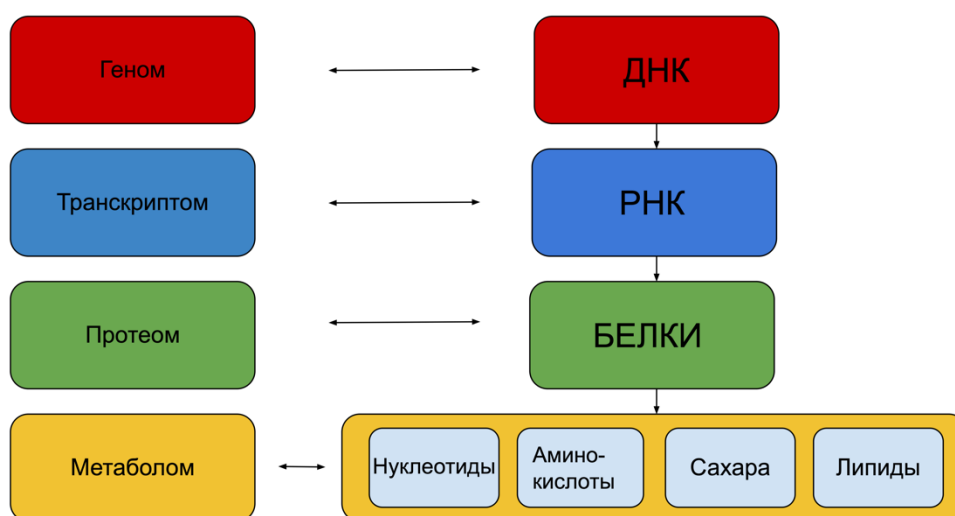 Геном
ДНК
Транскриптом
РНК
Протеом
БЕЛКИ
Метаболом
Нуклеотиды
Амино-
кислоты
Сахара
Липиды